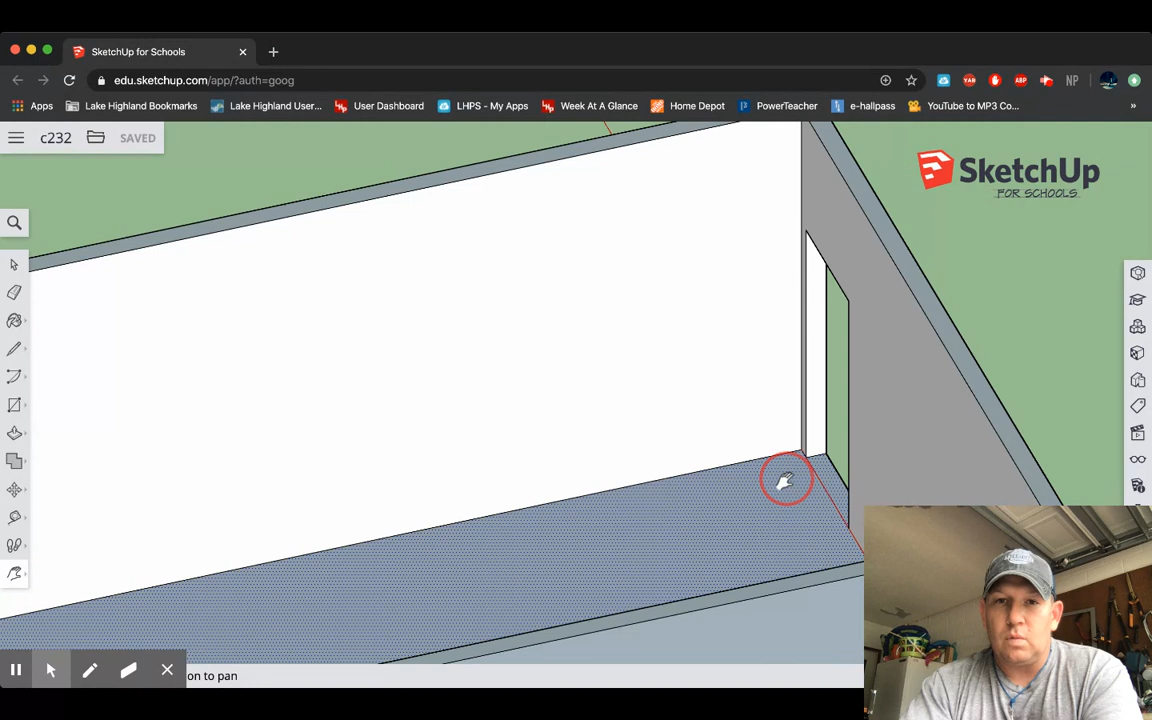 SketchUp for Schools
edu.sketchup.com/app/?auth=goog
ABP
NP
Apps
Lake Highland Bookmarks
Lake Highland User...
User Dashboard
LHPS - My Apps
Week At A Glance
Home Depot
PowerTeacher
e-hallpass
YouTube to MP3 Co...
»
c232
SAVED
SketchUp
FOR SCHOOLS
on to pan